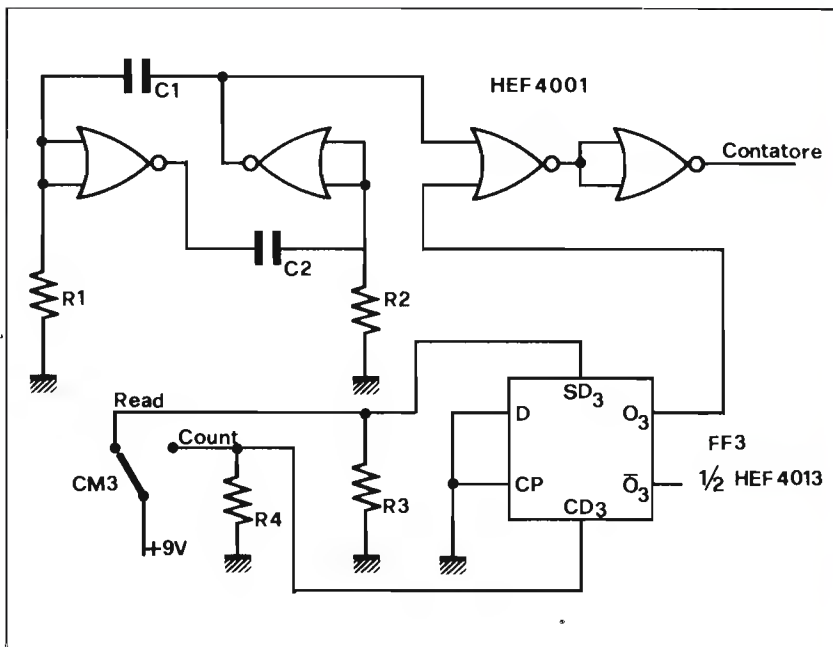 C1
HEF4001
Contatore
C2
R1
R2
Read
Count
CM3
R4
R3
+9V
SD3
D
O3
CP
O̅3
CD3
FF3
1/2 HEF4013